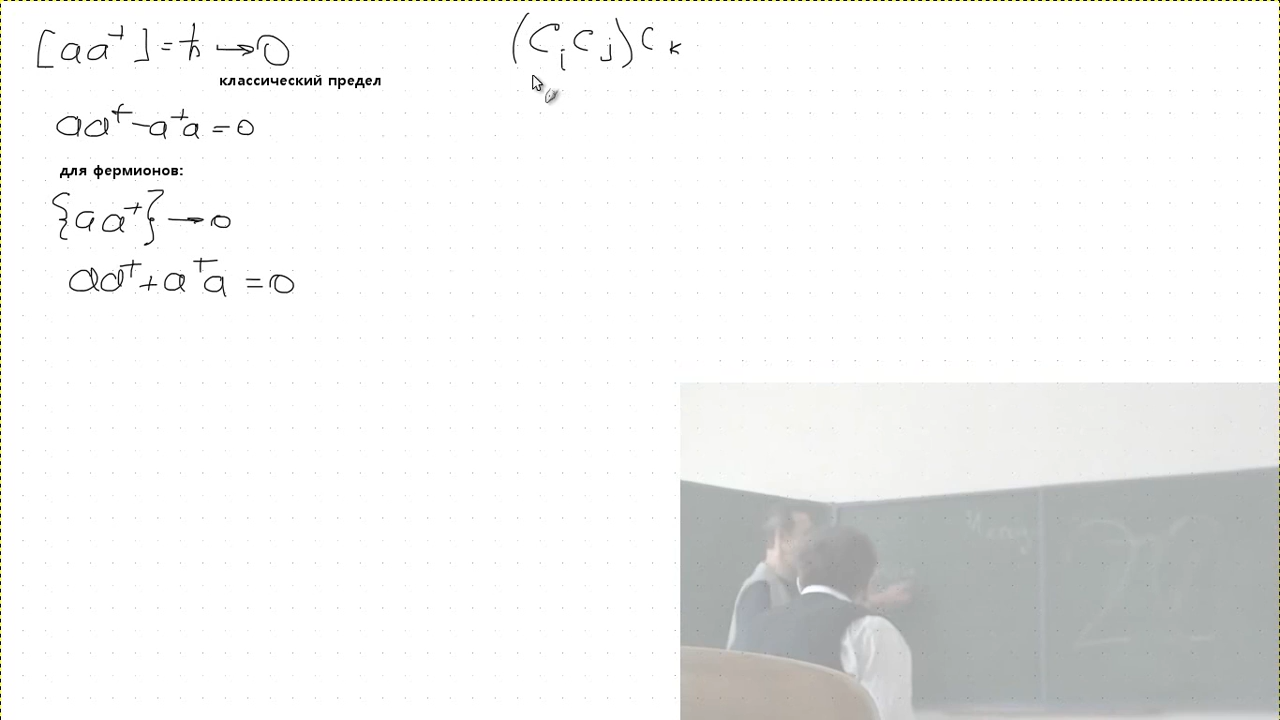 [aa⁺] = ħ → 0
классический предел
aa⁺ - a⁺a = 0
для фермионов:
{aa⁺} → 0
aa⁺ + a⁺a = 0
(CᵢCⱼ)Cₖ